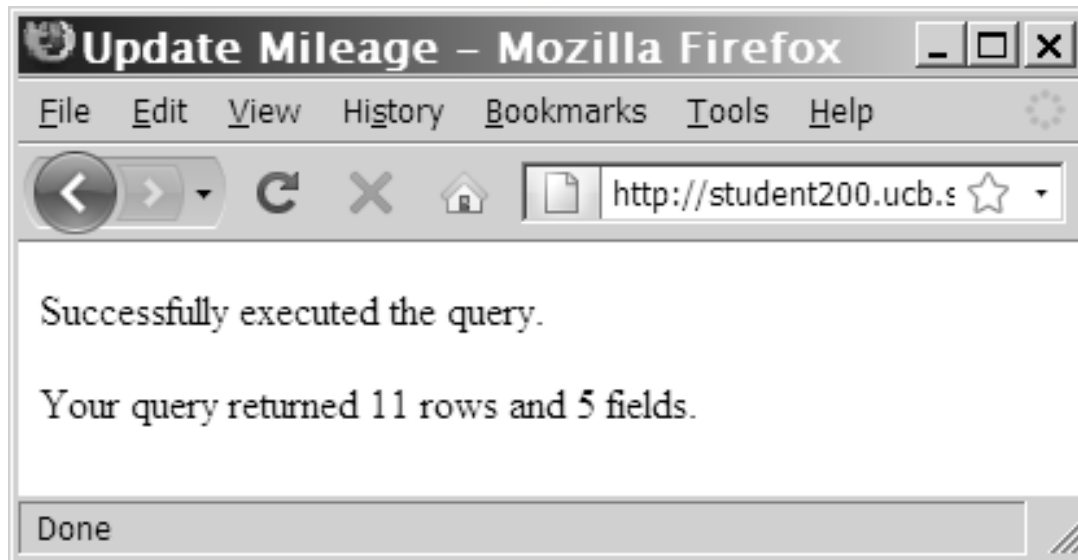 Update Mileage – Mozilla Firefox
File Edit View History Bookmarks Tools Help
http://student200.ucb.s
Successfully executed the query.
Your query returned 11 rows and 5 fields.
Done